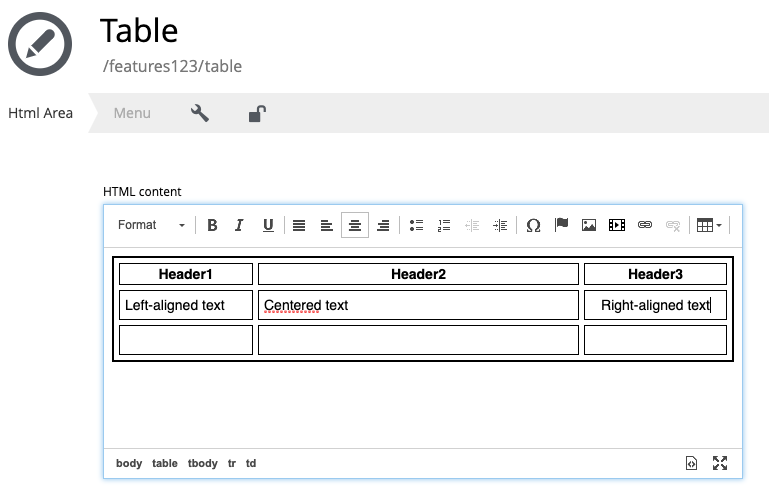 Table
/features123/table
Html Area Menu
HTML content
Format B I U Ω
Header1 Header2 Header3
Left-aligned text Centered text Right-aligned text
body table tbody tr td